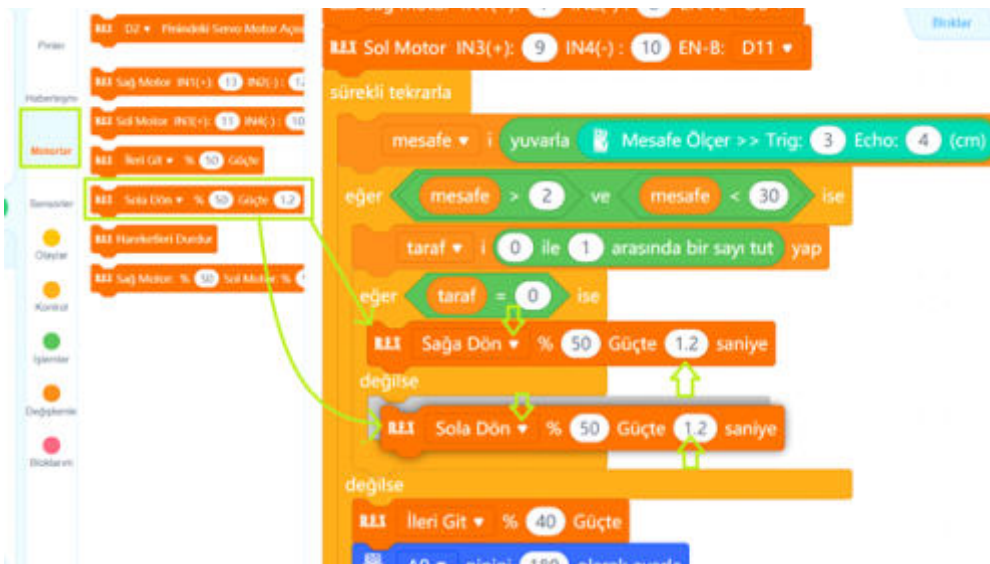 Bloklar
Pinler
Haberleşme
Motorlar
Sensörler
Olaylar
Kontrol
İşlemler
Değişkenle
Bloklarım
R.E.X D2 ▾ Pinindeki Servo Motor Açıs
R.E.X Sağ Motor IN1(+): 13 IN2(-) : 12
R.E.X Sol Motor IN3(+): 11 IN4(-) : 10
R.E.X İleri Git ▾ % 50 Güçte
R.E.X Sola Dön ▾ % 50 Güçte 1.2
R.E.X Hareketleri Durdur
R.E.X Sağ Motor: % 50 Sol Motor: %
R.E.X Sol Motor IN3(+): 9 IN4(-) : 10 EN-B: D11 ▾
sürekli tekrarla
mesafe ▾ i yuvarla Mesafe Ölçer >> Trig: 3 Echo: 4 (cm)
eğer mesafe > 2 ve mesafe < 30 ise
taraf ▾ i 0 ile 1 arasında bir sayı tut yap
eğer taraf = 0 ise
R.E.X Sağa Dön ▾ % 50 Güçte 1.2 saniye
değilse
R.E.X Sola Dön ▾ % 50 Güçte 1.2 saniye
değilse
R.E.X İleri Git ▾ % 40 Güçte